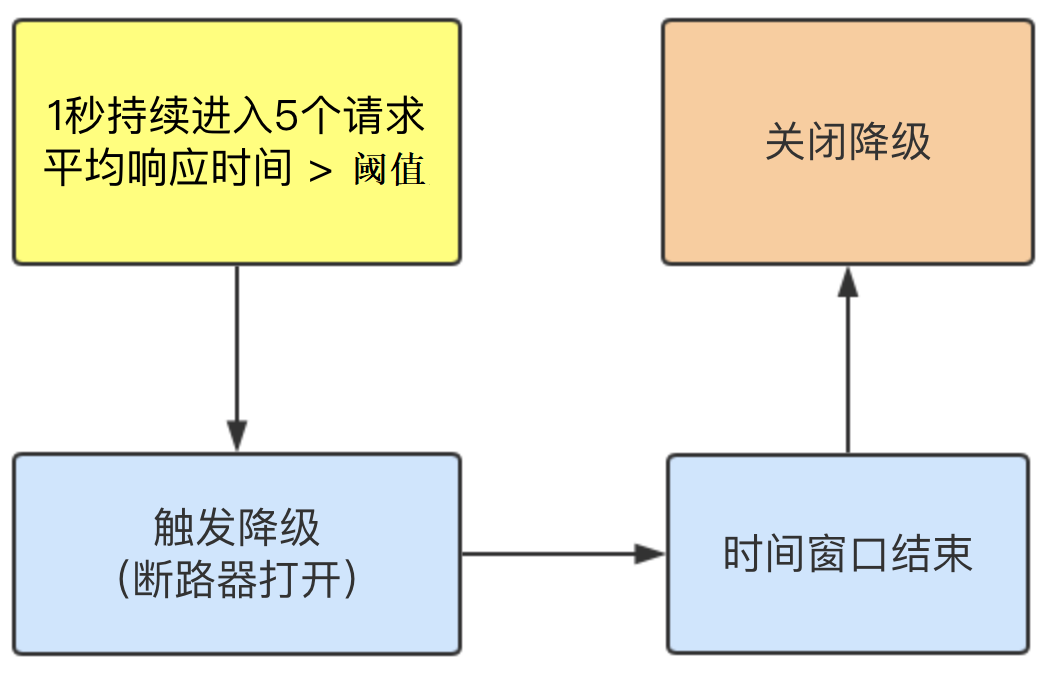 1秒持续进入5个请求
平均响应时间 > 阈值
关闭降级
触发降级
(断路器打开)
时间窗口结束